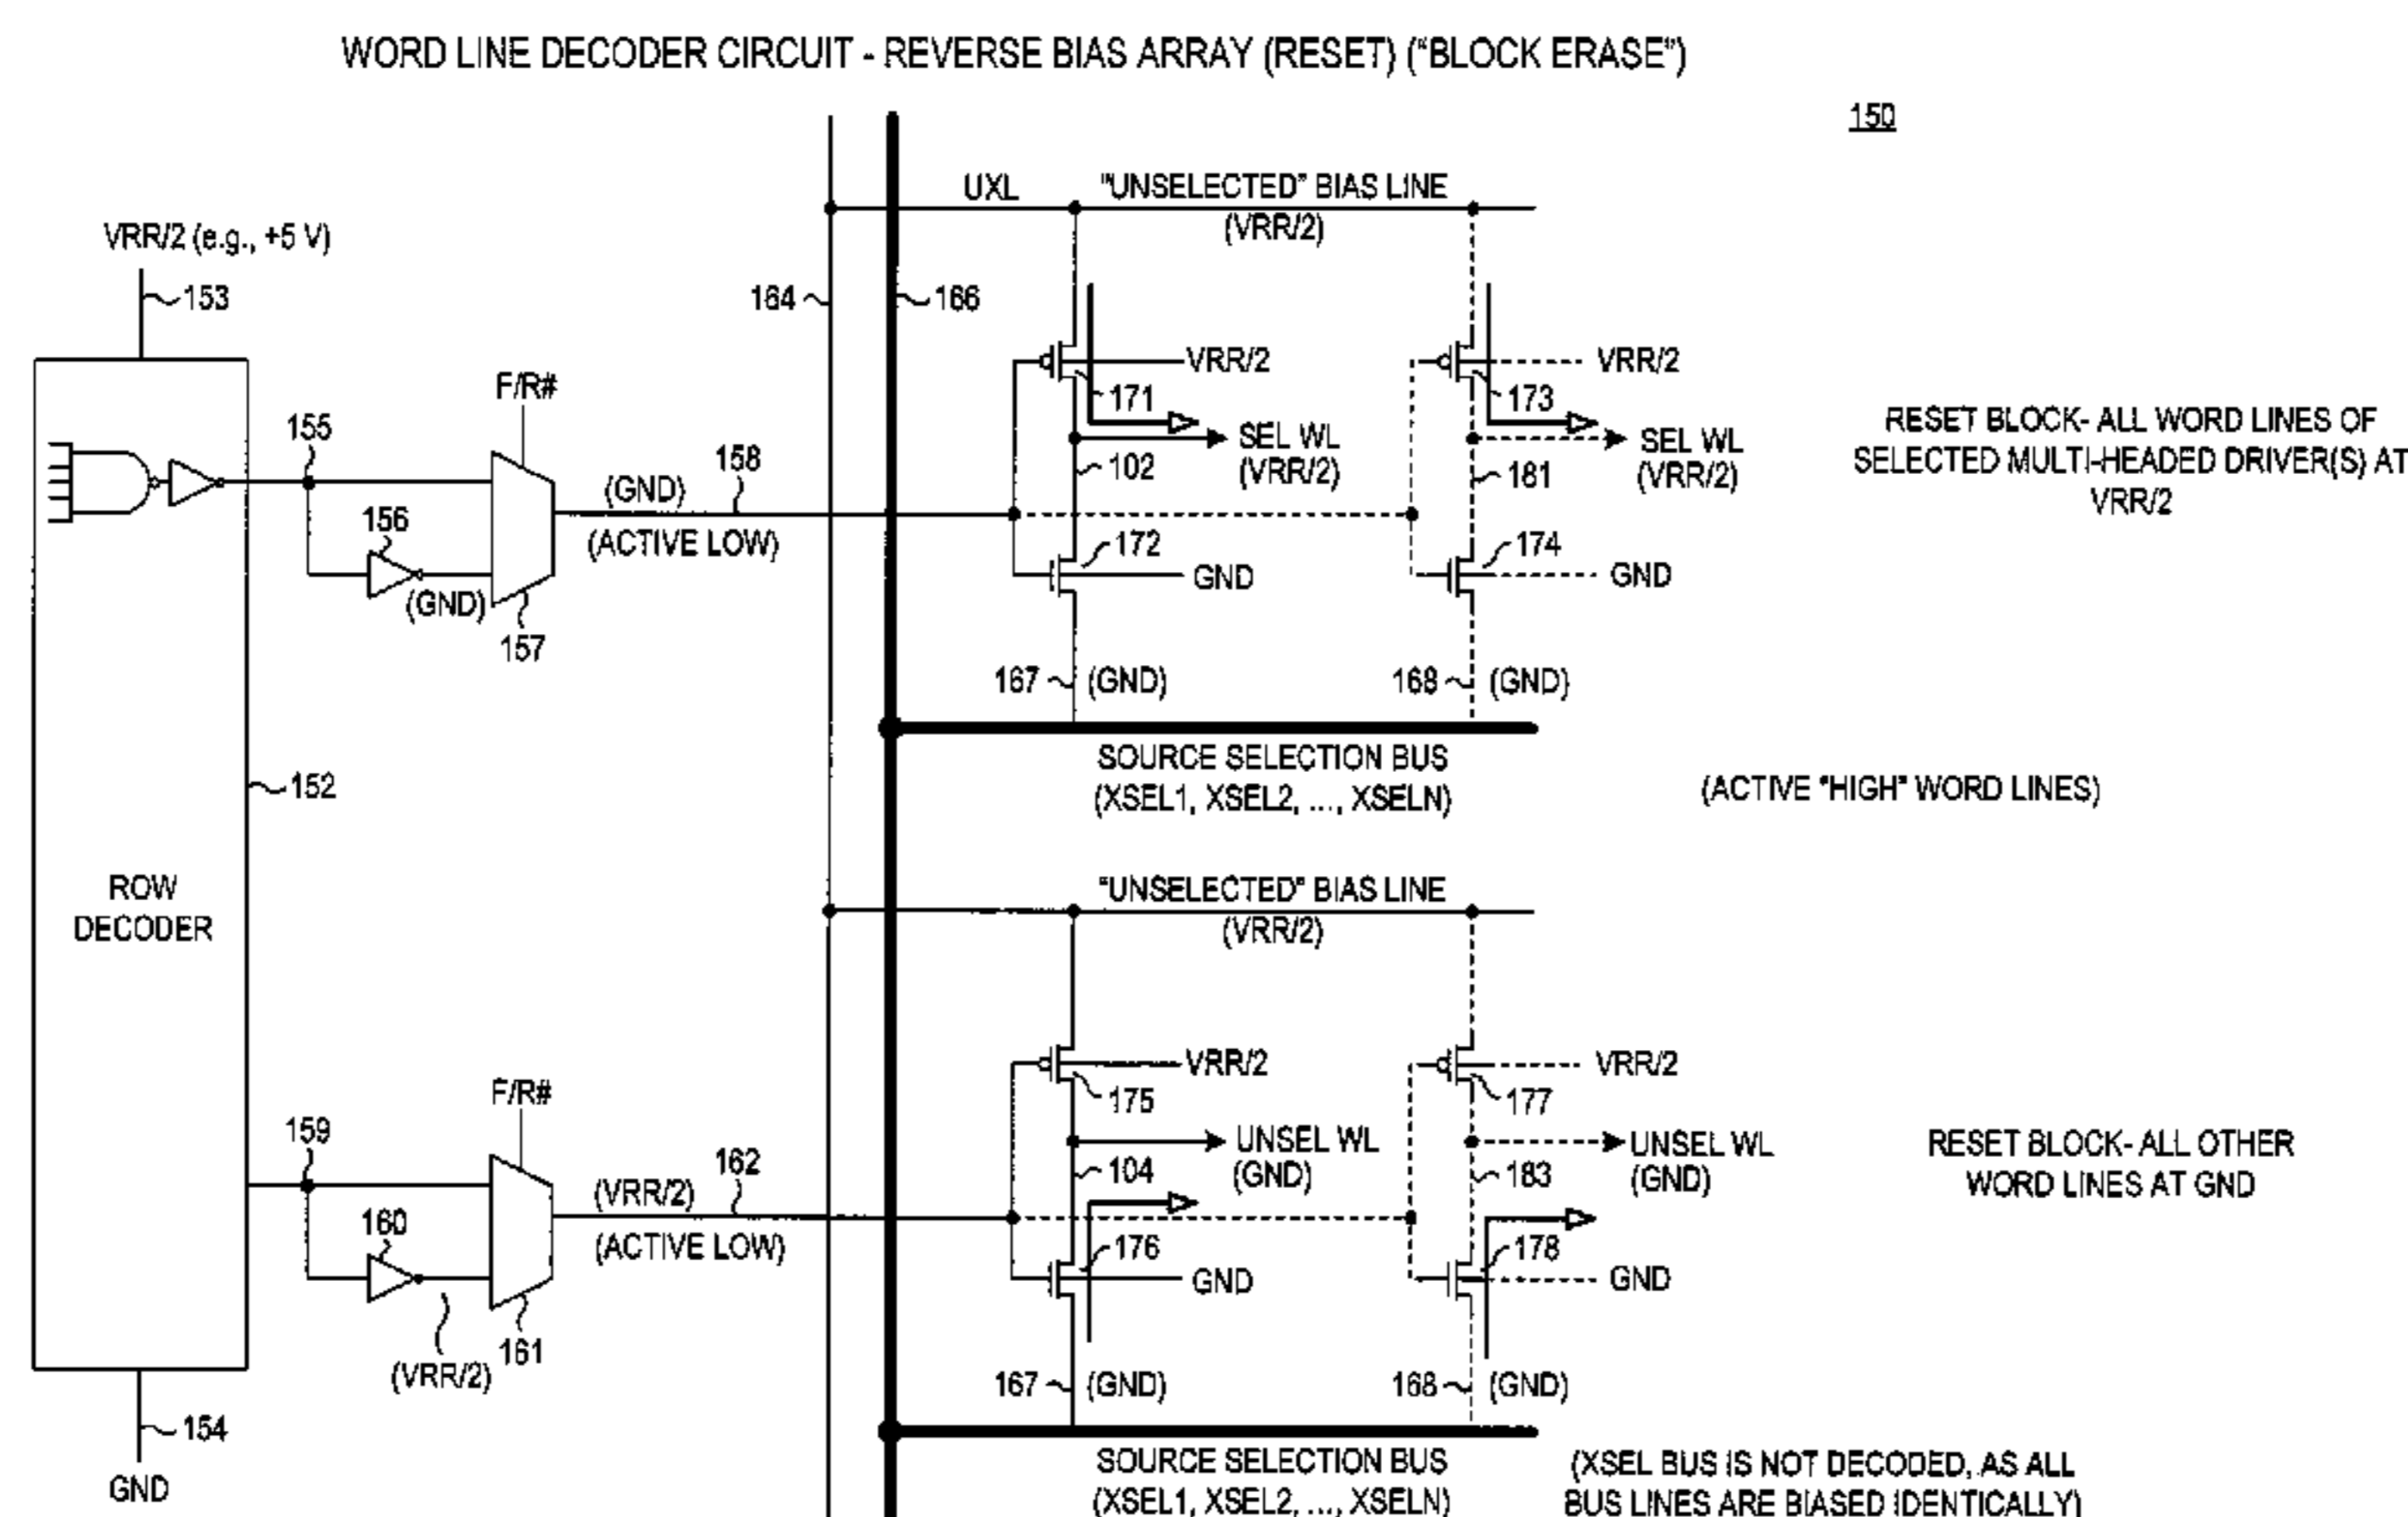 WORD LINE DECODER CIRCUIT - REVERSE BIAS ARRAY (RESET) ("BLOCK ERASE")
150
UXL
"UNSELECTED" BIAS LINE
(VRR/2)
VRR/2 (e.g., +5 V)
153
164
166
F/R#
VRR/2
VRR/2
171
173
155
SEL WL
(VRR/2)
SEL WL
(VRR/2)
RESET BLOCK- ALL WORD LINES OF
SELECTED MULTI-HEADED DRIVER(S) AT
VRR/2
158
102
181
(GND)
(ACTIVE LOW)
156
172
174
GND
GND
(GND)
157
167
(GND)
168
(GND)
SOURCE SELECTION BUS
(XSEL1, XSEL2, ..., XSELN)
(ACTIVE "HIGH" WORD LINES)
152
ROW
DECODER
"UNSELECTED" BIAS LINE
(VRR/2)
F/R#
VRR/2
VRR/2
175
177
159
UNSEL WL
(GND)
UNSEL WL
(GND)
RESET BLOCK- ALL OTHER
WORD LINES AT GND
162
104
183
(VRR/2)
(ACTIVE LOW)
160
176
178
GND
GND
161
(VRR/2)
167
(GND)
168
(GND)
154
GND
SOURCE SELECTION BUS
(XSEL1, XSEL2, ..., XSELN)
(XSEL BUS IS NOT DECODED, AS ALL
BUS LINES ARE BIASED IDENTICALLY)